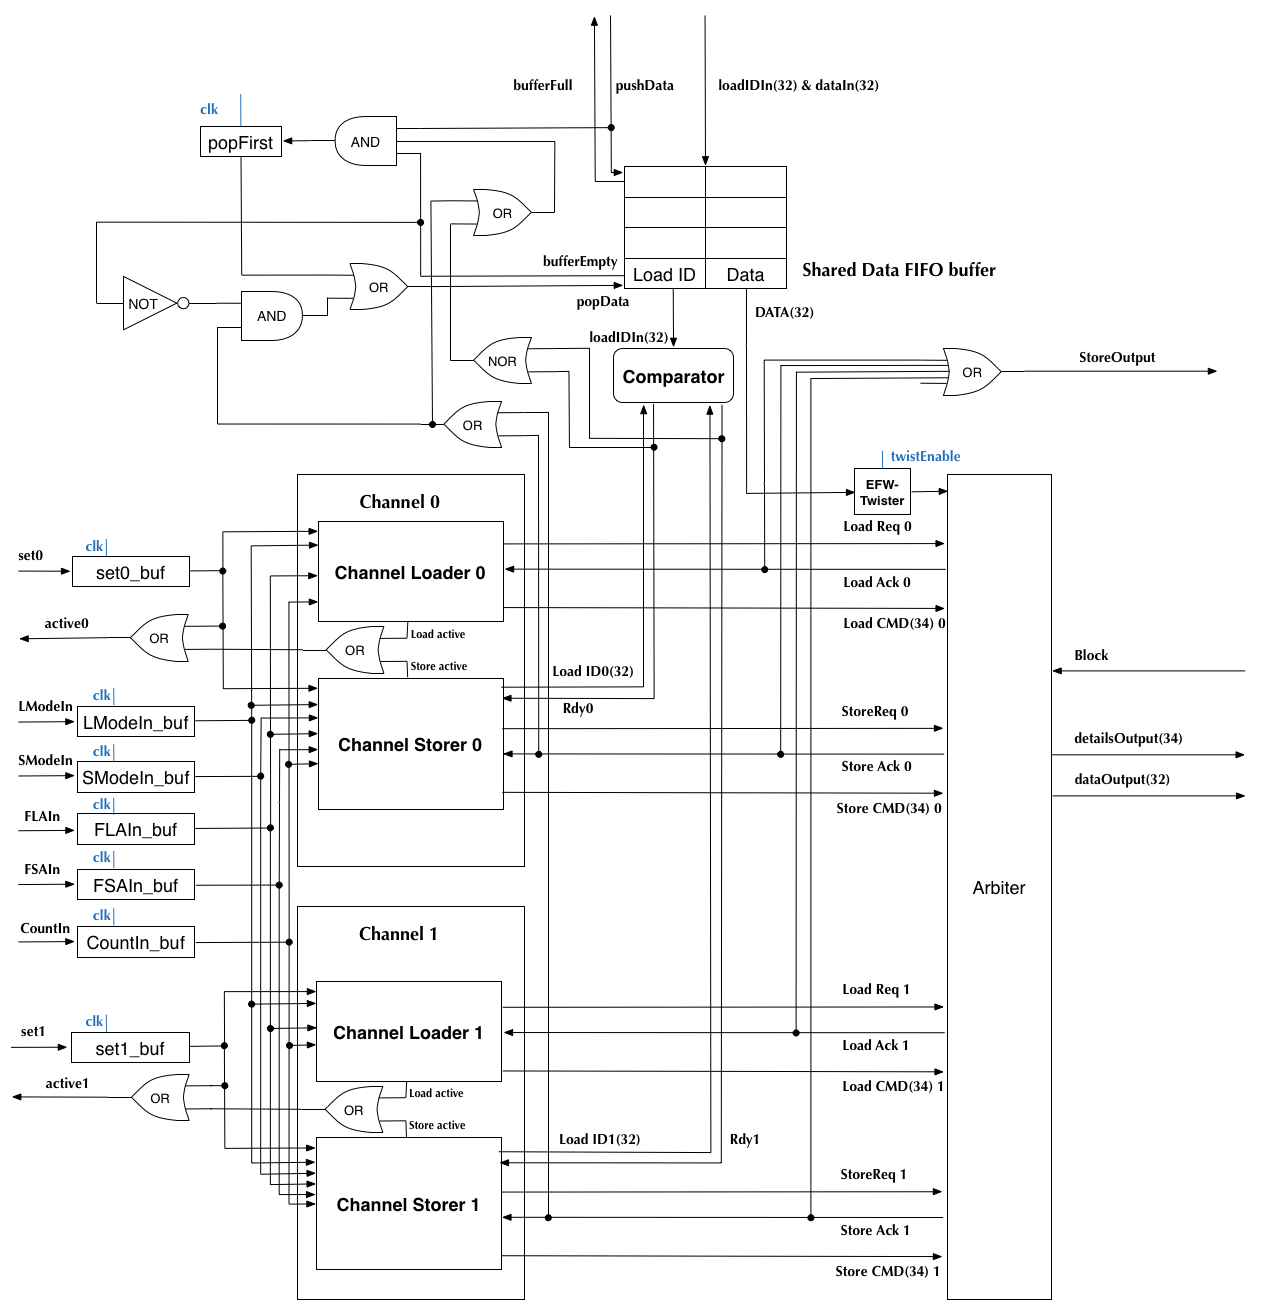 bufferFull
pushData
loadIDIn(32) & dataIn(32)
clk
popFirst
AND
OR
bufferEmpty
Load ID
Data
Shared Data FIFO buffer
NOT
AND
OR
popData
DATA(32)
loadIDIn(32)
NOR
Comparator
OR
StoreOutput
OR
twistEnable
EFW-
Twister
Channel 0
Load Req 0
set0
clk
set0_buf
Channel Loader 0
Load Ack 0
active0
OR
OR
Load active
Load CMD(34) 0
Store active
Load ID0(32)
Block
LModeIn
clk
LModeIn_buf
Rdy0
StoreReq 0
SModeIn
clk
SModeIn_buf
Channel Storer 0
Store Ack 0
detailsOutput(34)
dataOutput(32)
FLAIn
clk
FLAIn_buf
Store CMD(34) 0
FSAIn
clk
FSAIn_buf
Arbiter
CountIn
clk
CountIn_buf
Channel 1
Load Req 1
set1
clk
set1_buf
Channel Loader 1
Load Ack 1
active1
OR
OR
Load active
Load CMD(34) 1
Store active
Load ID1(32)
Rdy1
StoreReq 1
Channel Storer 1
Store Ack 1
Store CMD(34) 1